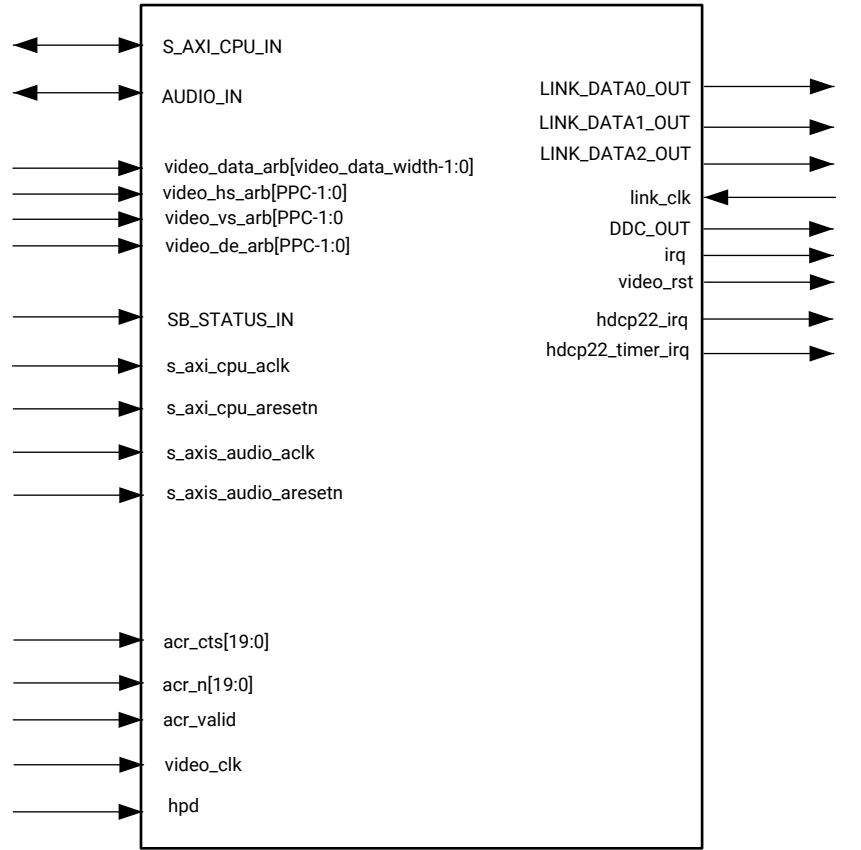 S_AXI_CPU_IN
AUDIO_IN
video_data_arb[video_data_width-1:0]
video_hs_arb[PPC-1:0]
video_vs_arb[PPC-1:0
video_de_arb[PPC-1:0]
SB_STATUS_IN
s_axi_cpu_aclk
s_axi_cpu_aresetn
s_axis_audio_aclk
s_axis_audio_aresetn
acr_cts[19:0]
acr_n[19:0]
acr_valid
video_clk
hpd
LINK_DATA0_OUT
LINK_DATA1_OUT
LINK_DATA2_OUT
link_clk
DDC_OUT
irq
video_rst
hdcp22_irq
hdcp22_timer_irq